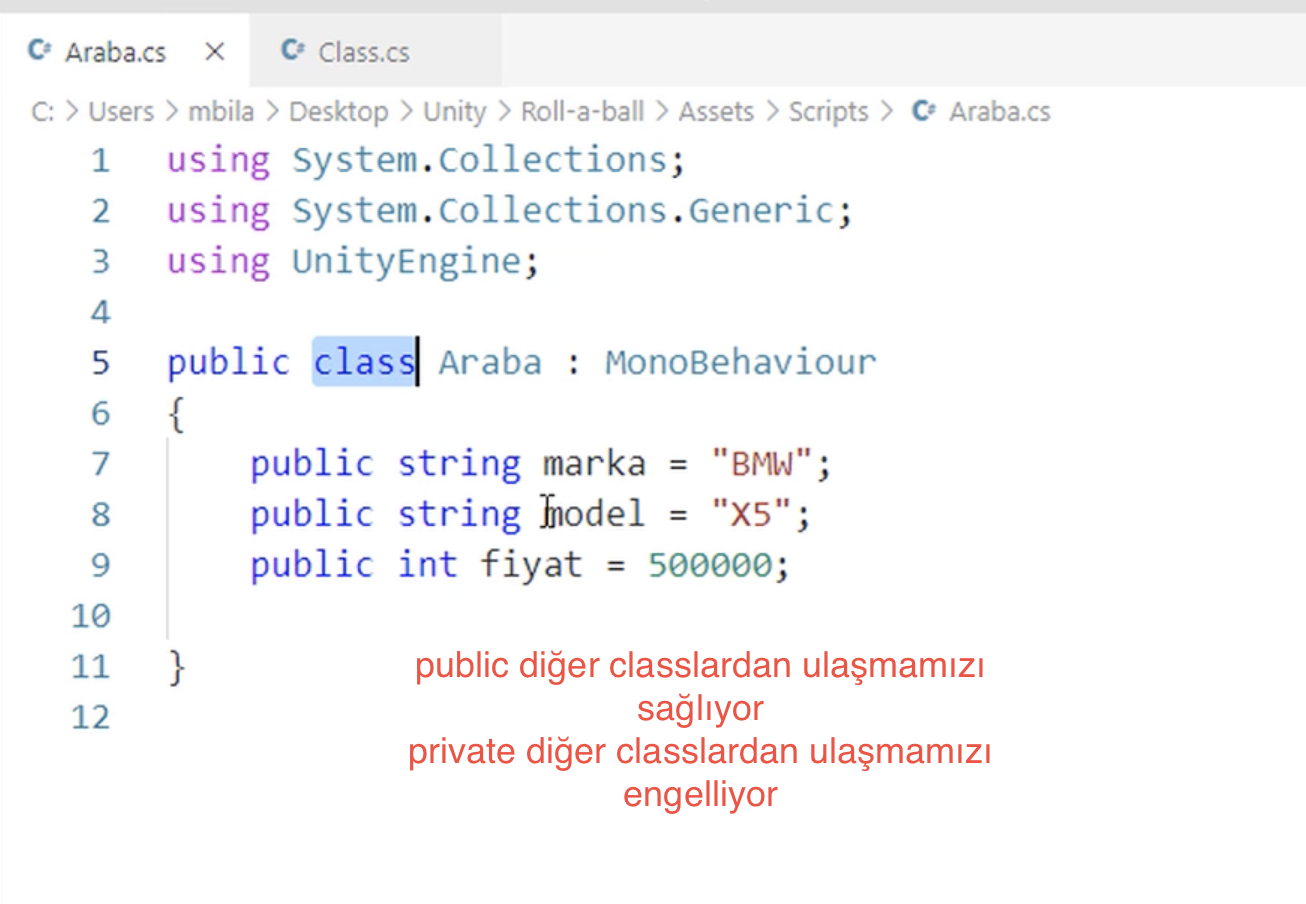 C# Araba.cs × C# Class.cs
C: > Users > mbila > Desktop > Unity > Roll-a-ball > Assets > Scripts > C# Araba.cs
1 using System.Collections;
2 using System.Collections.Generic;
3 using UnityEngine;
4
5 public class Araba : MonoBehaviour
6 {
7 public string marka = "BMW";
8 public string model = "X5";
9 public int fiyat = 500000;
10
11 }
12
public diğer classlardan ulaşmamızı
sağlıyor
private diğer classlardan ulaşmamızı
engelliyor